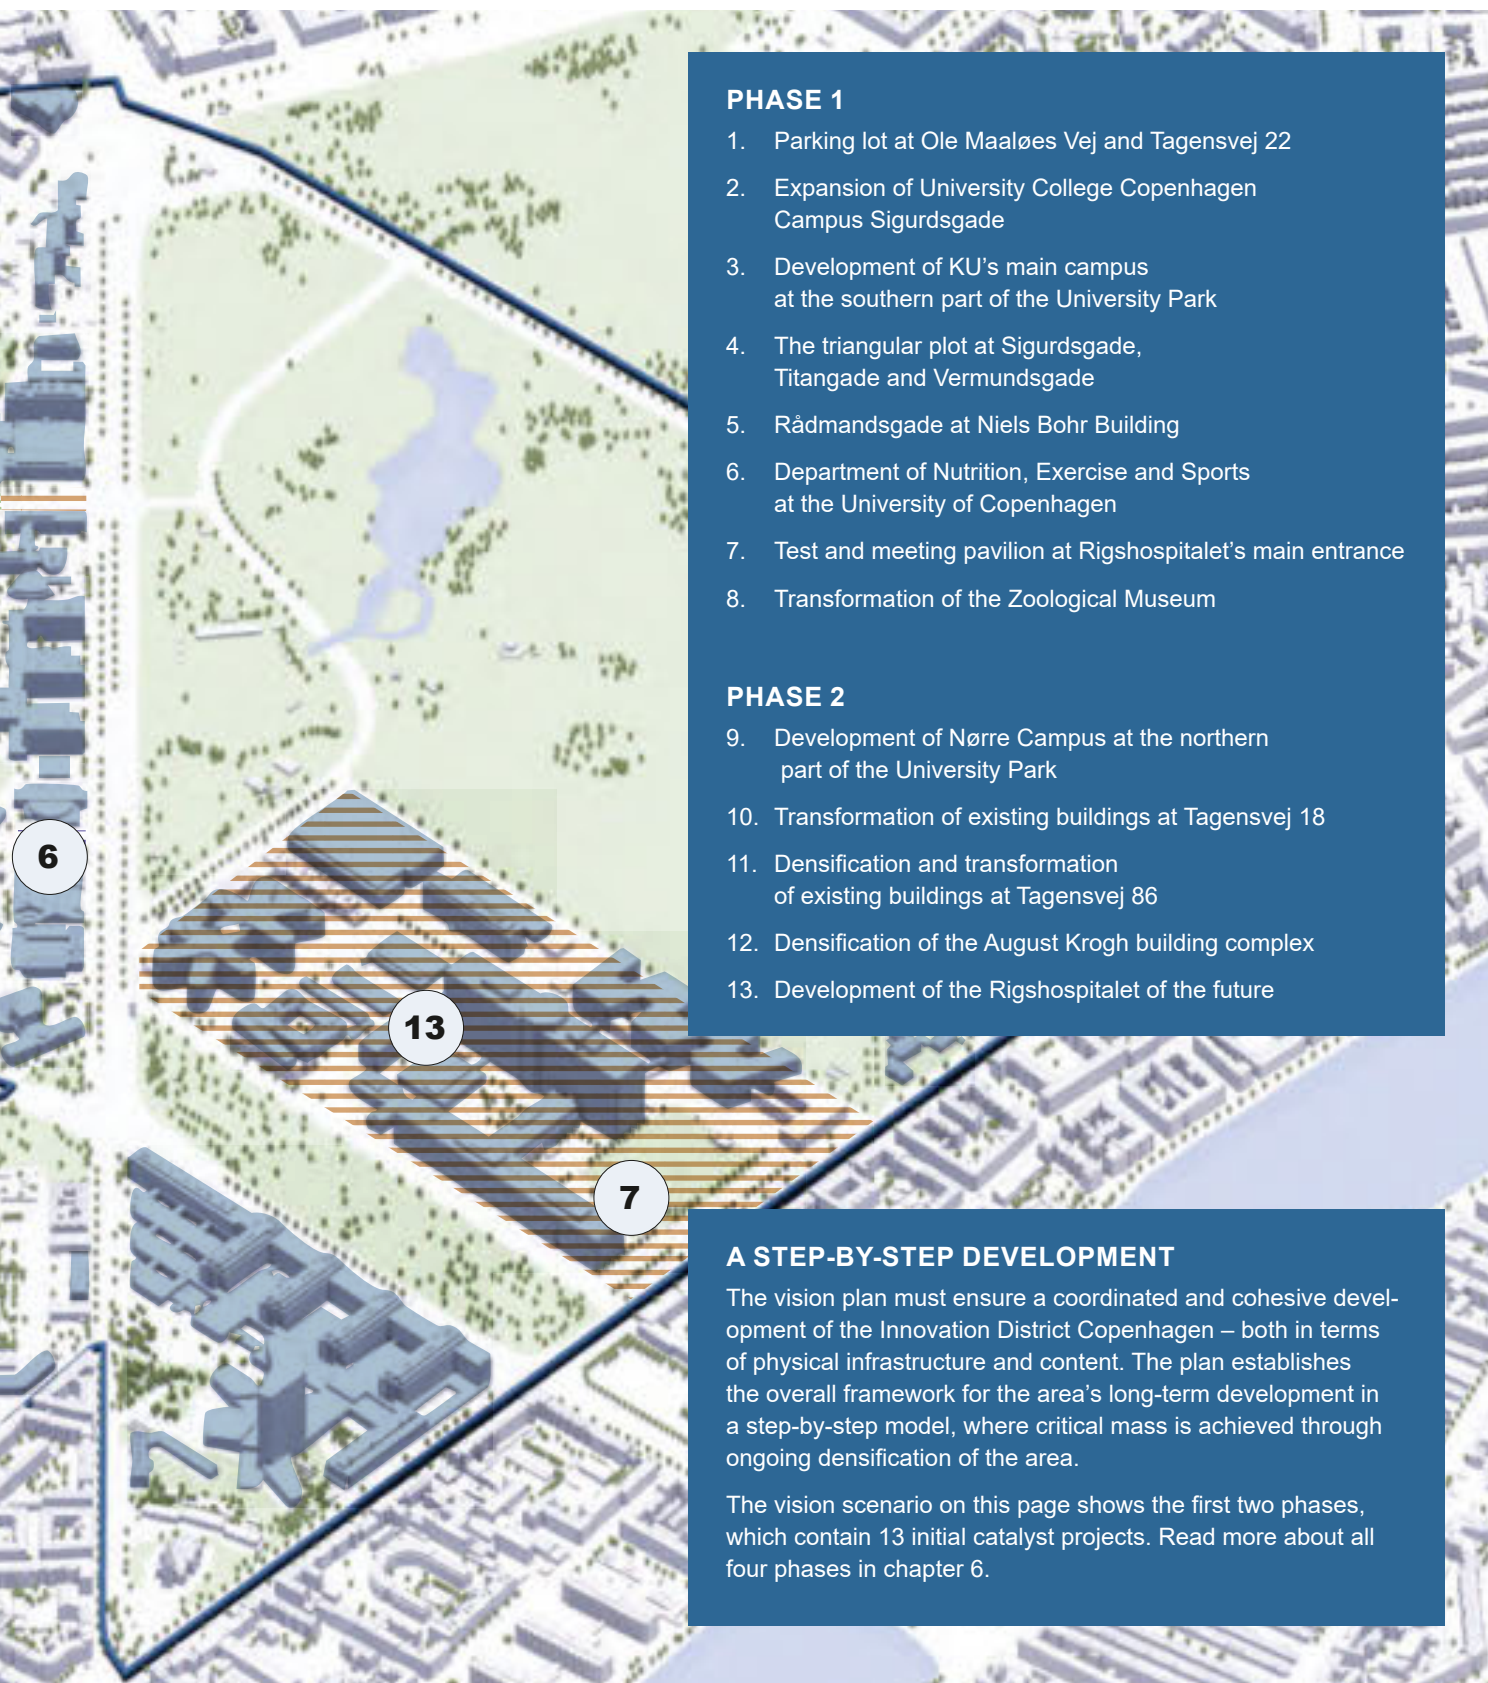 PHASE 1
1. Parking lot at Ole Maaløes Vej and Tagensvej 22
2. Expansion of University College Copenhagen
Campus Sigurdsgade
3. Development of KU's main campus
at the southern part of the University Park
4. The triangular plot at Sigurdsgade,
Titangade and Vermundsgade
5. Rådmandsgade at Niels Bohr Building
6. Department of Nutrition, Exercise and Sports
at the University of Copenhagen
7. Test and meeting pavilion at Rigshospitalet's main entrance
8. Transformation of the Zoological Museum
PHASE 2
9. Development of Nørre Campus at the northern
part of the University Park
10. Transformation of existing buildings at Tagensvej 18
11. Densification and transformation
of existing buildings at Tagensvej 86
12. Densification of the August Krogh building complex
13. Development of the Rigshospitalet of the future
6
13
7
A STEP-BY-STEP DEVELOPMENT
The vision plan must ensure a coordinated and cohesive devel-
opment of the Innovation District Copenhagen – both in terms
of physical infrastructure and content. The plan establishes
the overall framework for the area's long-term development in
a step-by-step model, where critical mass is achieved through
ongoing densification of the area.
The vision scenario on this page shows the first two phases,
which contain 13 initial catalyst projects. Read more about all
four phases in chapter 6.